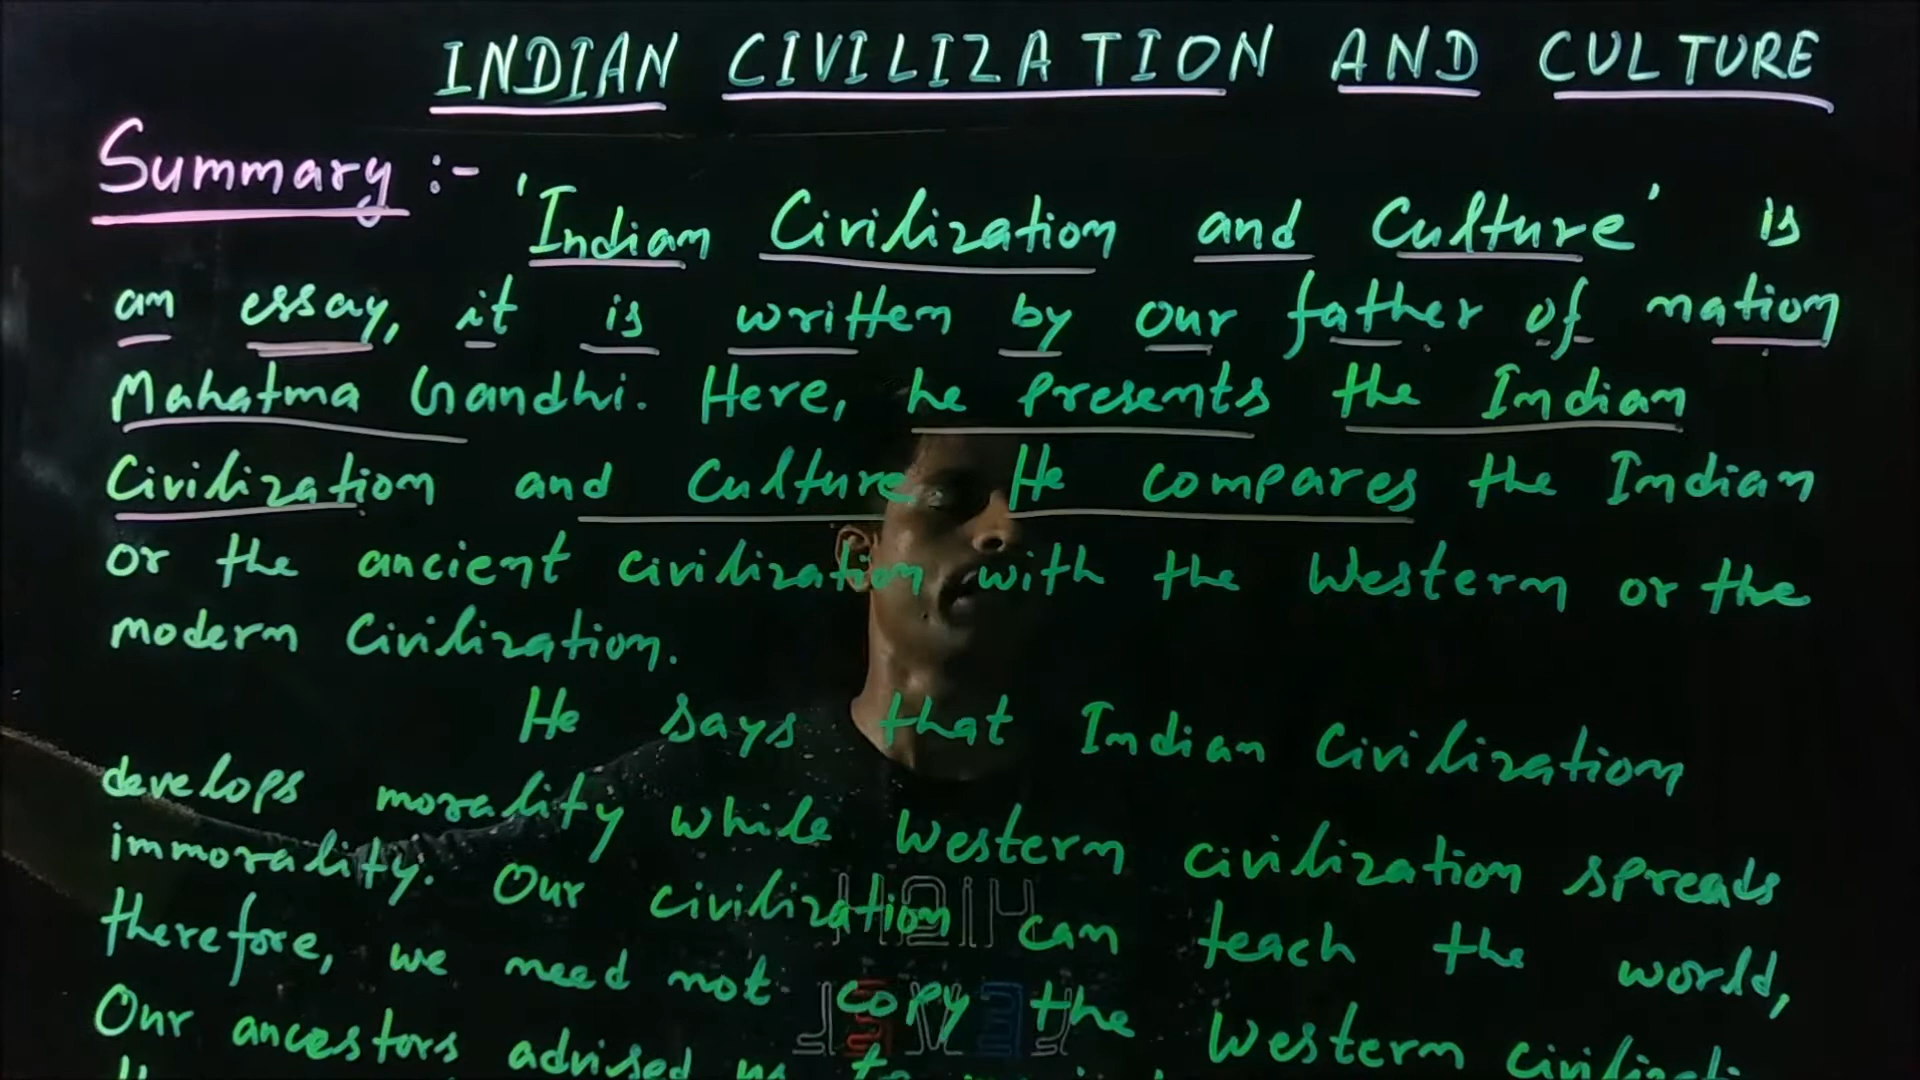 INDIAN CIVILIZATION AND CULTURE
Summary :- 'Indian Civilization and Culture' is
an essay, it is written by our father of nation
Mahatma Gandhi. Here, he presents the Indian
Civilization and Culture He compares the Indian
or the ancient civilization with the Western or the
modern Civilization.
He says that Indian Civilization
develops morality while Western civilization spreads
immorality. Our civilization can teach the world,
therefore, we need not copy the Western
Our ancestors advised us to